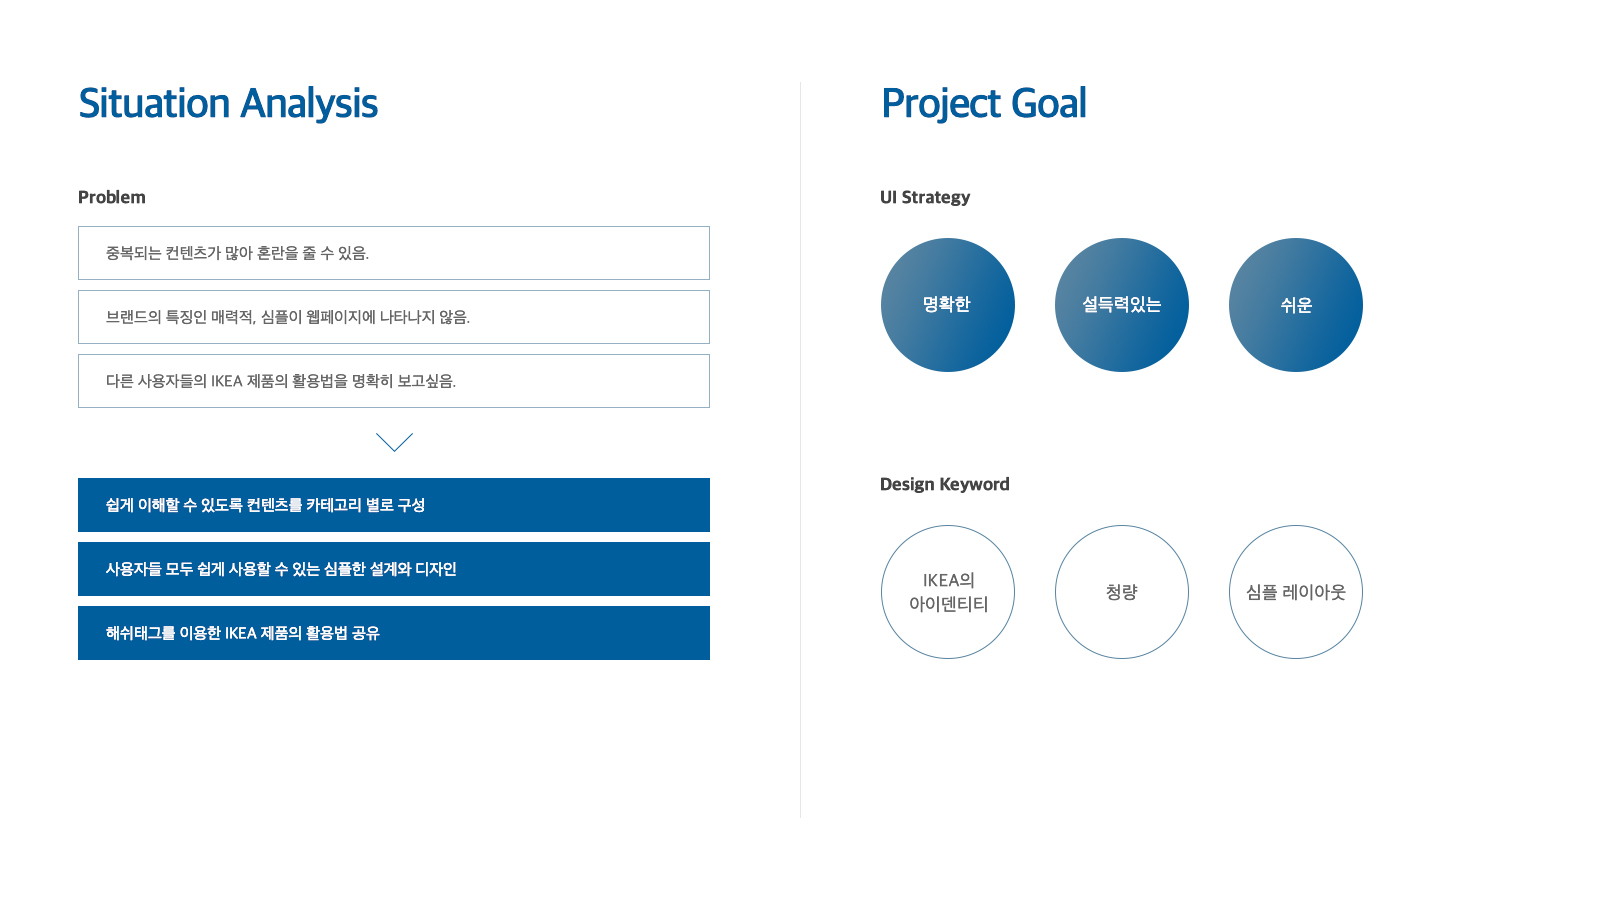 Situation Analysis
Problem
중복되는 컨텐츠가 많아 혼란을 줄 수 있음.
브랜드의 특징인 매력적, 심플이 웹페이지에 나타나지 않음.
다른 사용자들의 IKEA 제품의 활용법을 명확히 보고싶음.
쉽게 이해할 수 있도록 컨텐츠를 카테고리 별로 구성
사용자들 모두 쉽게 사용할 수 있는 심플한 설계와 디자인
해쉬태그를 이용한 IKEA 제품의 활용법 공유
Project Goal
UI Strategy
명확한
설득력있는
쉬운
Design Keyword
IKEA의
아이덴티티
청량
심플 레이아웃